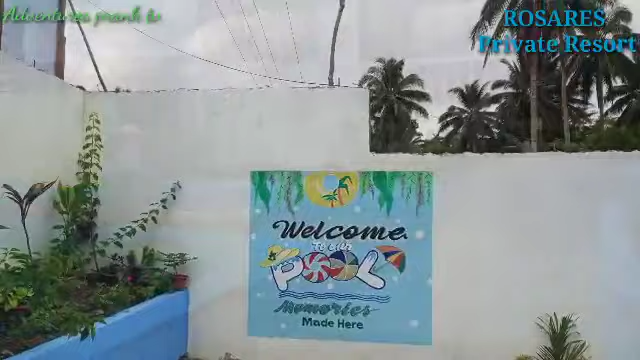 Adventures prank tv
ROSARES
Private Resort
Welcome
To Our
POOL
Memories
Made Here